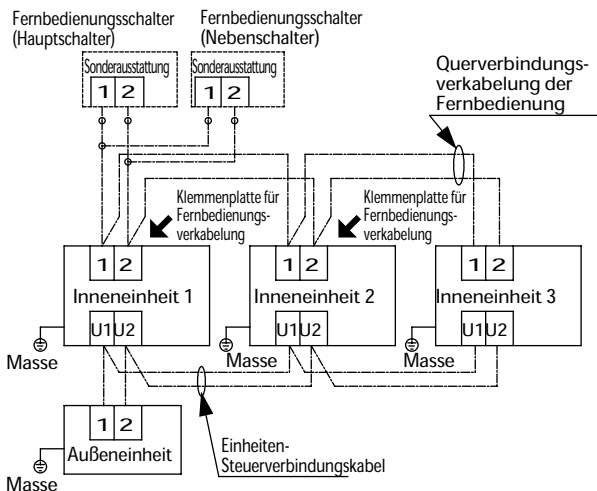 Fernbedienungsschalter
(Hauptschalter)
Fernbedienungsschalter
(Nebenschalter)
Sonderausstattung
1 2
Sonderausstattung
1 2
Querverbindungs-
verkabelung der
Fernbedienung
Klemmenplatte für
Fernbedienungs-
verkabelung
Klemmenplatte für
Fernbedienungs-
verkabelung
1 2
Inneneinheit 1
U1 U2
Masse
1 2
Inneneinheit 2
U1 U2
Masse
1 2
Inneneinheit 3
U1 U2
Masse
1 2
Außeneinheit
Masse
Einheiten-
Steuerverbindungskabel